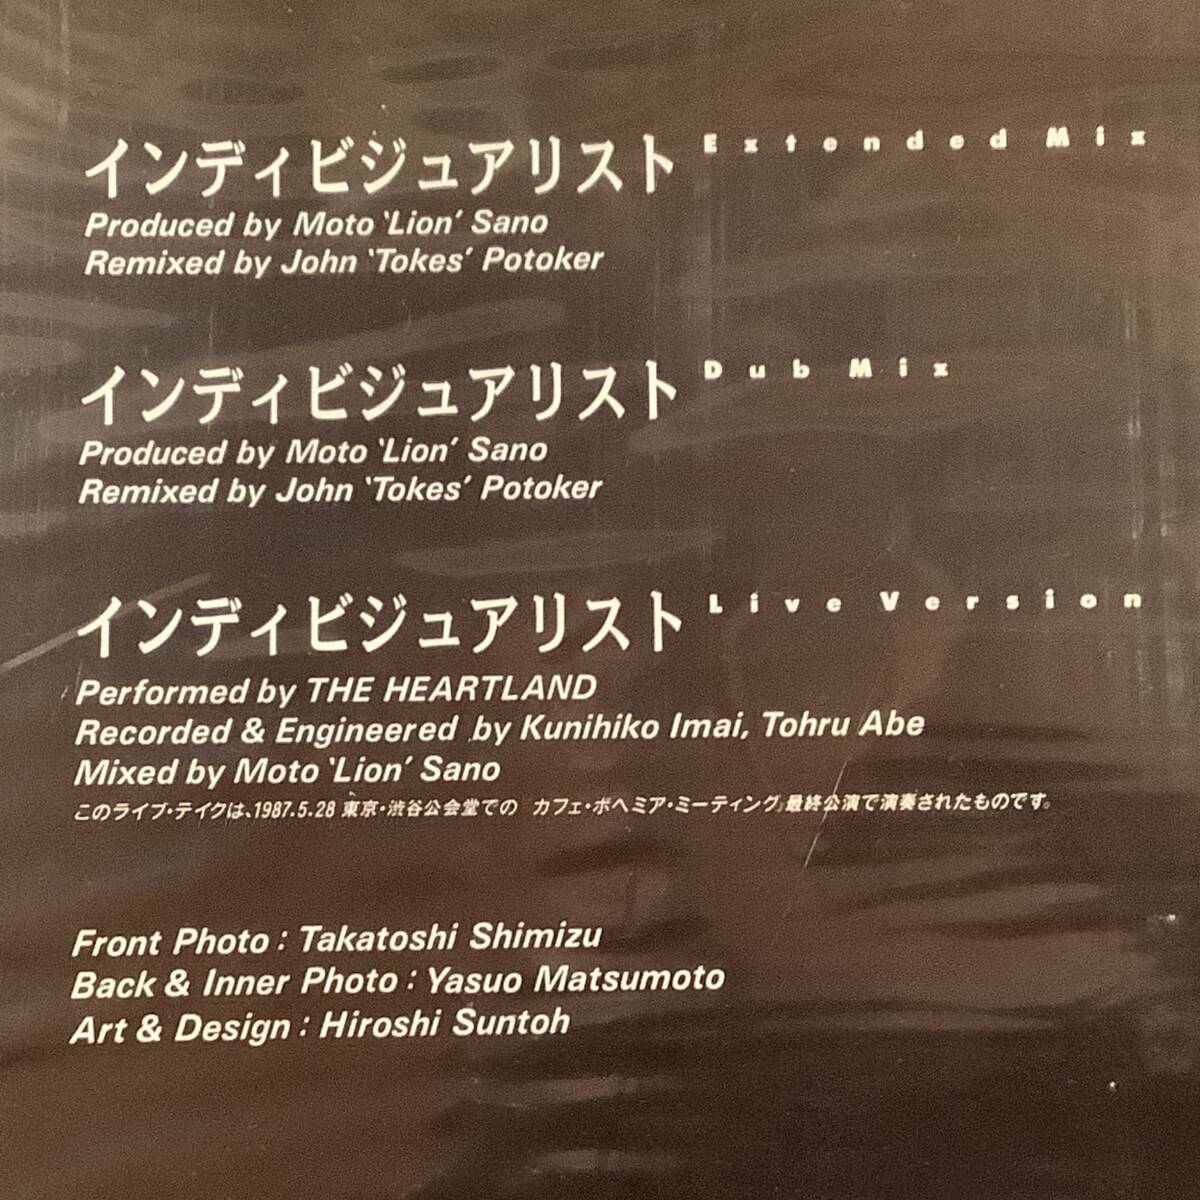 インディビジュアリスト Extended Mix
Produced by Moto ‘Lion’ Sano
Remixed by John ‘Tokes’ Potoker
インディビジュアリスト Dub Mix
Produced by Moto ‘Lion’ Sano
Remixed by John ‘Tokes’ Potoker
インディビジュアリスト Live Version
Performed by THE HEARTLAND
Recorded & Engineered by Kunihiko Imai, Tohru Abe
Mixed by Moto ‘Lion’ Sano
このライブ・テイクは、1987.5.28 東京・渋谷公会堂での カフェ・ボヘミア・ミーティング』最終公演で演奏されたものです。
Front Photo : Takatoshi Shimizu
Back & Inner Photo : Yasuo Matsumoto
Art & Design : Hiroshi Suntoh